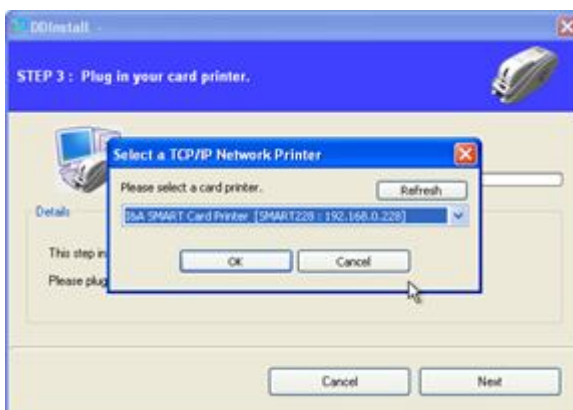 DDInstall -
STEP 3 : Plug in your card printer.
Select a TCP/IP Network Printer
Please select a card printer.
Refresh
Details
I&A SMART Card Printer [SMART228 : 192.168.0.228]
This step in
OK
Cancel
Please plug
Cancel
Next